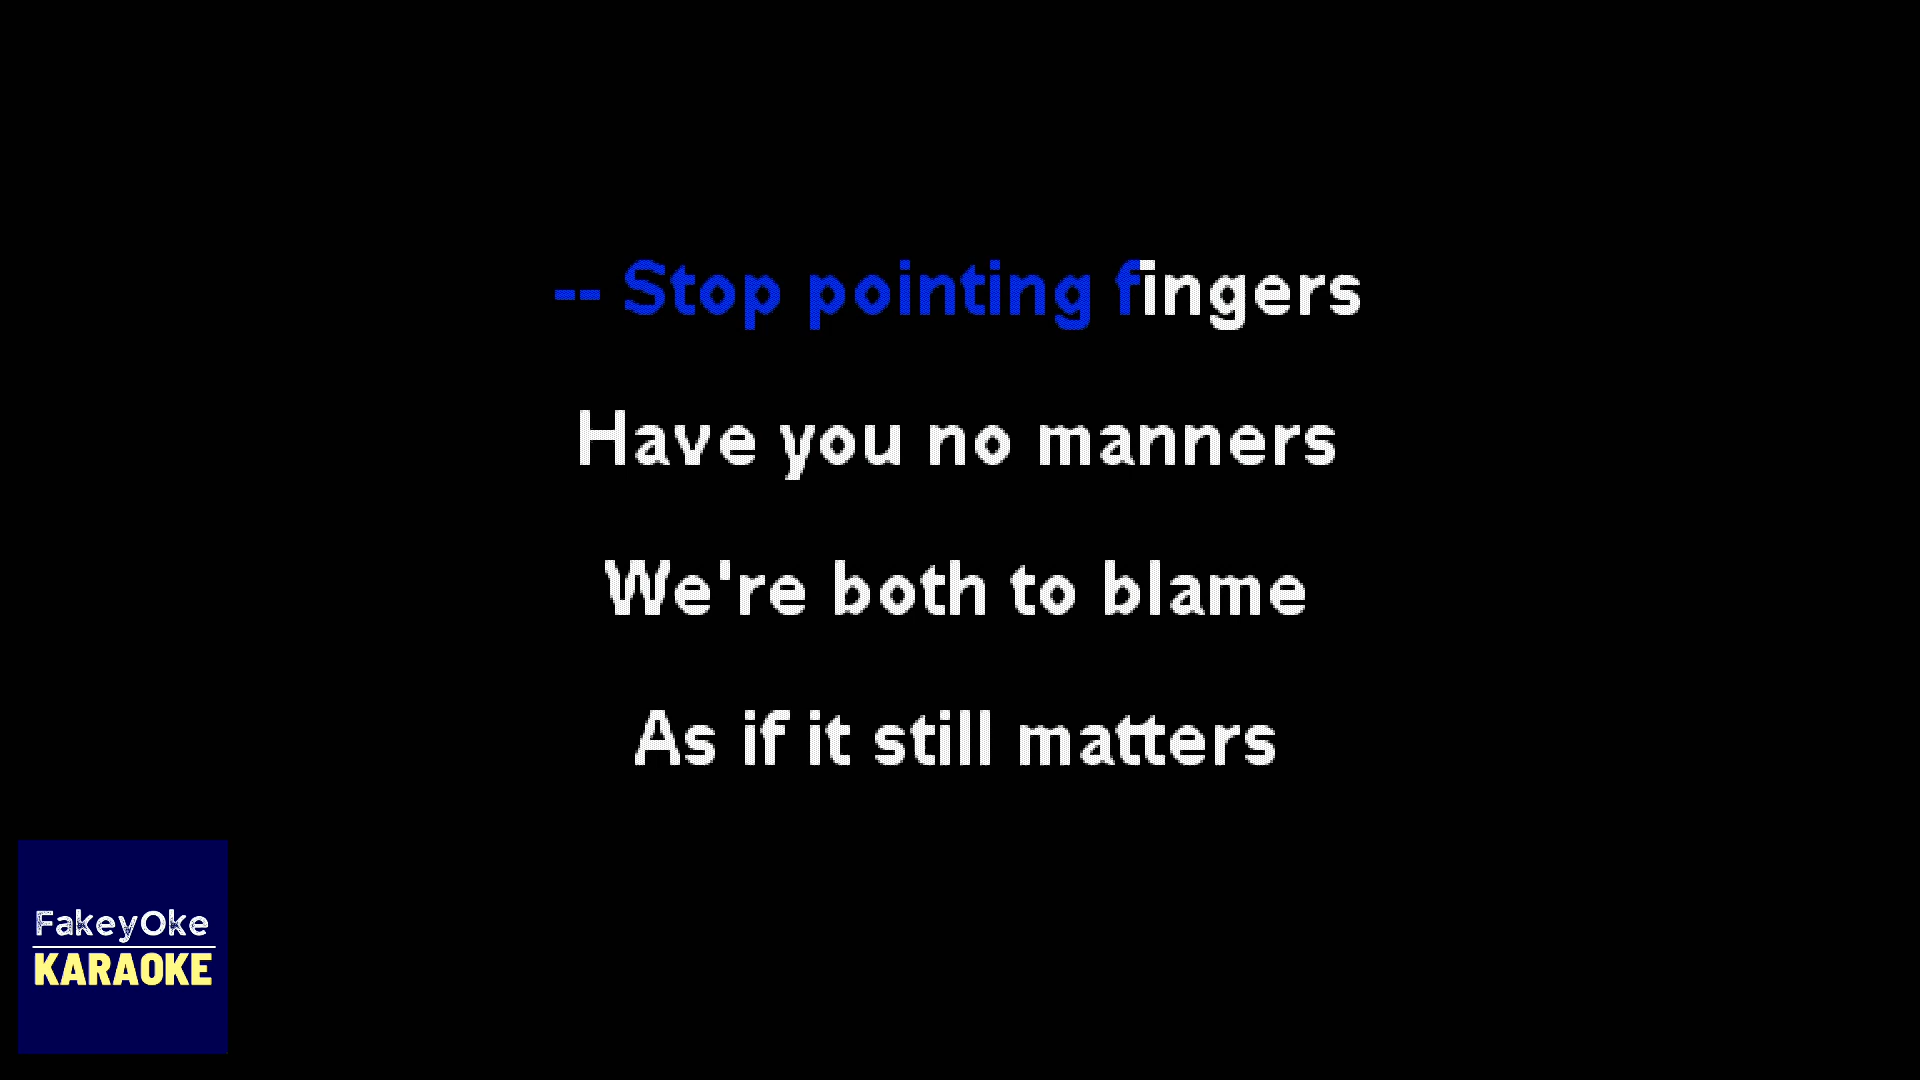 -- Stop pointing fingers
Have you no manners
We're both to blame
As if it still matters
FakeyOke
KARAOKE